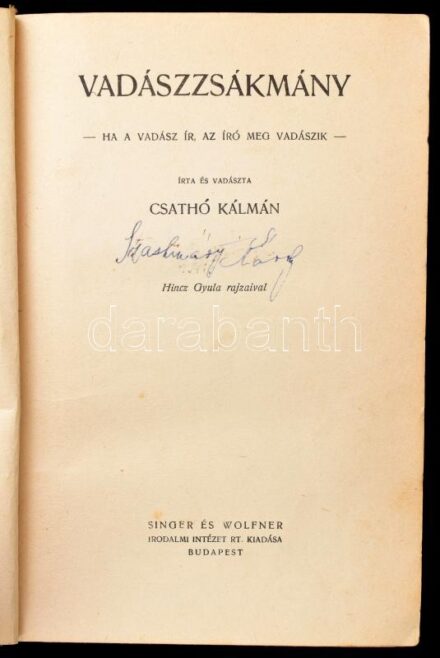 VADÁSZZSÁKMÁNY
— HA A VADÁSZ ÍR, AZ ÍRÓ MEG VADÁSZIK —
ÍRTA ÉS VADÁSZTA
CSATHÓ KÁLMÁN
Hincz Gyula rajzaival
darabanth
SINGER ÉS WOLFNER
IRODALMI INTÉZET RT. KIADÁSA
BUDAPEST